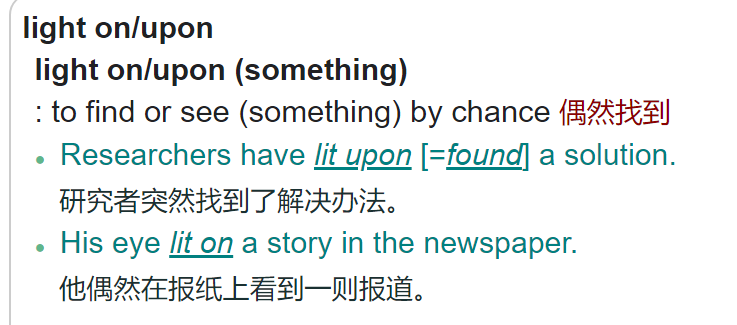 light on/upon
light on/upon (something)
: to find or see (something) by chance 偶然找到
• Researchers have lit upon [=found] a solution.
研究者突然找到了解决办法。
• His eye lit on a story in the newspaper.
他偶然在报纸上看到一则报道。